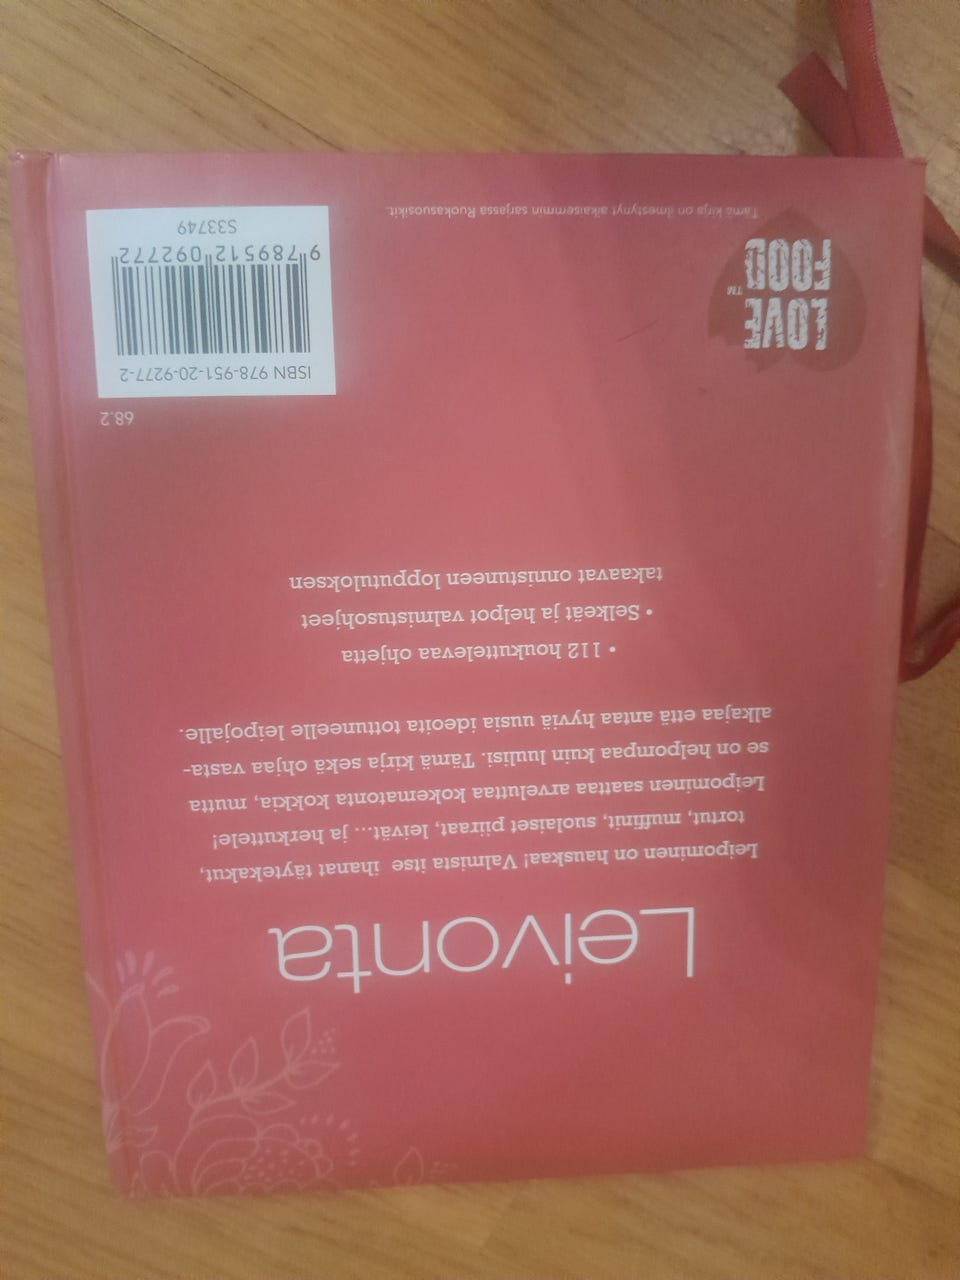 Leivonta
Leipominen on hauskaa! Valmista itse ihanat täytekakut,
tortut, muffinit, suolaiset piiraat, leivät... ja herkuttele!
Leipominen saattaa arveluttaa kokematonta kokkia, mutta
se on helpompaa kuin luulisi. Tämä kirja sekä ohjaa vasta-
alkajaa että antaa hyviä uusia ideoita tottuneelle leipojalle.
• 112 houkuttelevaa ohjetta
• Selkeät ja helpot valmistusohjeet
takaavat onnistuneen lopputuloksen
68.2
ISBN 978-951-20-9277-2
9 789512 092772
S33749
LOVE
FOOD™
Tämä kirja on ilmestynyt aikaisemmin sarjassa Ruokasuosikit.